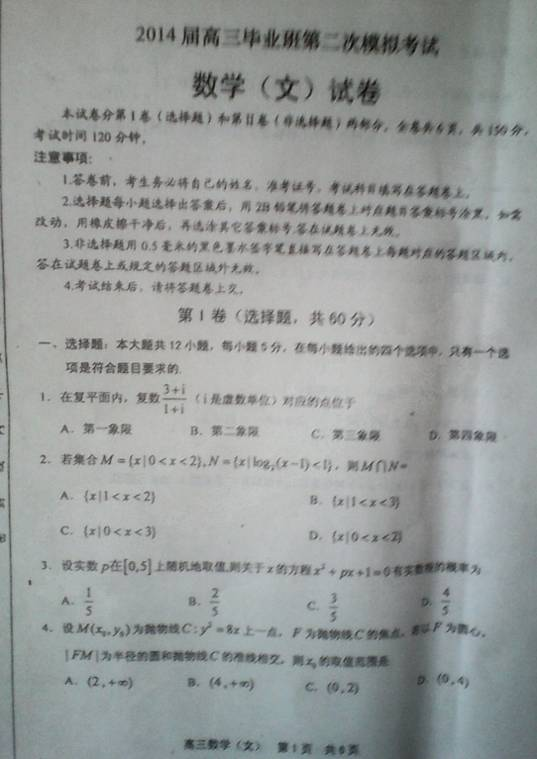 2014届高三毕业班第二次模拟考试
数学（文）试卷
本试卷分第Ⅰ卷（选择题）和第Ⅱ卷（非选择题）两部分，全卷共6页，共150分，
考试时间120分钟，
注意事项：
1.答卷前，考生务必将自己的姓名、准考证号、考试科目填写在答题卷上。
2.选择题每小题选择出答案后，用2B铅笔将答题卷上对应题目答案标号涂黑，如需
改动，用橡皮擦干净后，再选涂其它答案标号.答在试题卷上无效。
3.非选择题用0.5毫米的黑色墨水签字笔直接写在答题卷上每题对应的答题区域内，
答在试题卷上或规定的答题区域外无效。
4.考试结束后，请将答题卷上交。
第Ⅰ卷（选择题，共60分）
一、选择题：本大题共12小题，每小题5分，在每小题给出的四个选项中，只有一个选
项是符合题目要求的.
1．在复平面内，复数 (3+i)/(1+i)（i是虚数单位）对应的点位于
A．第一象限 B．第二象限 C．第三象限 D．第四象限
2．若集合M={x|0<x<2},N={x|log₂(x-1)<1}，则M⋂N=
A．{x|1<x<2} B．{x|1<x<3}
C．{x|0<x<3} D．{x|0<x<2}
3．设实数p在[0,5]上随机地取值,则关于x的方程x²+px+1=0有实数根的概率为
A．1/5 B．2/5 C．3/5 D．4/5
4．设M(x₀,y₀)为抛物线C:y²=8x上一点，F为抛物线C的焦点，若以F为圆心，
|FM|为半径的圆和抛物线C的准线相交，则x₀的取值范围是
A．(2,+∞) B．(4,+∞) C．(0,2) D．(0,4)
高三数学（文） 第1页 共6页